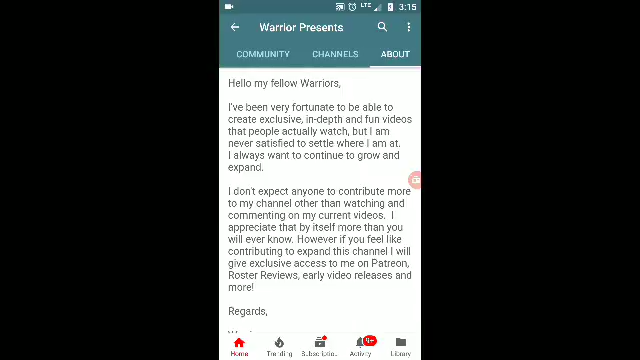 LTE 3:15
Warrior Presents
COMMUNITY CHANNELS ABOUT
Hello my fellow Warriors,
I've been very fortunate to be able to
create exclusive, in-depth and fun videos
that people actually watch, but I am
never satisfied to settle where I am at.
I always want to continue to grow and
expand.
I don't expect anyone to contribute more
to my channel other than watching and
commenting on my current videos. I
appreciate that by itself more than you
will ever know. However if you feel like
contributing to expand this channel I will
give exclusive access to me on Patreon,
Roster Reviews, early video releases and
more!
Regards,
9+
Home Trending Subscriptio... Activity Library